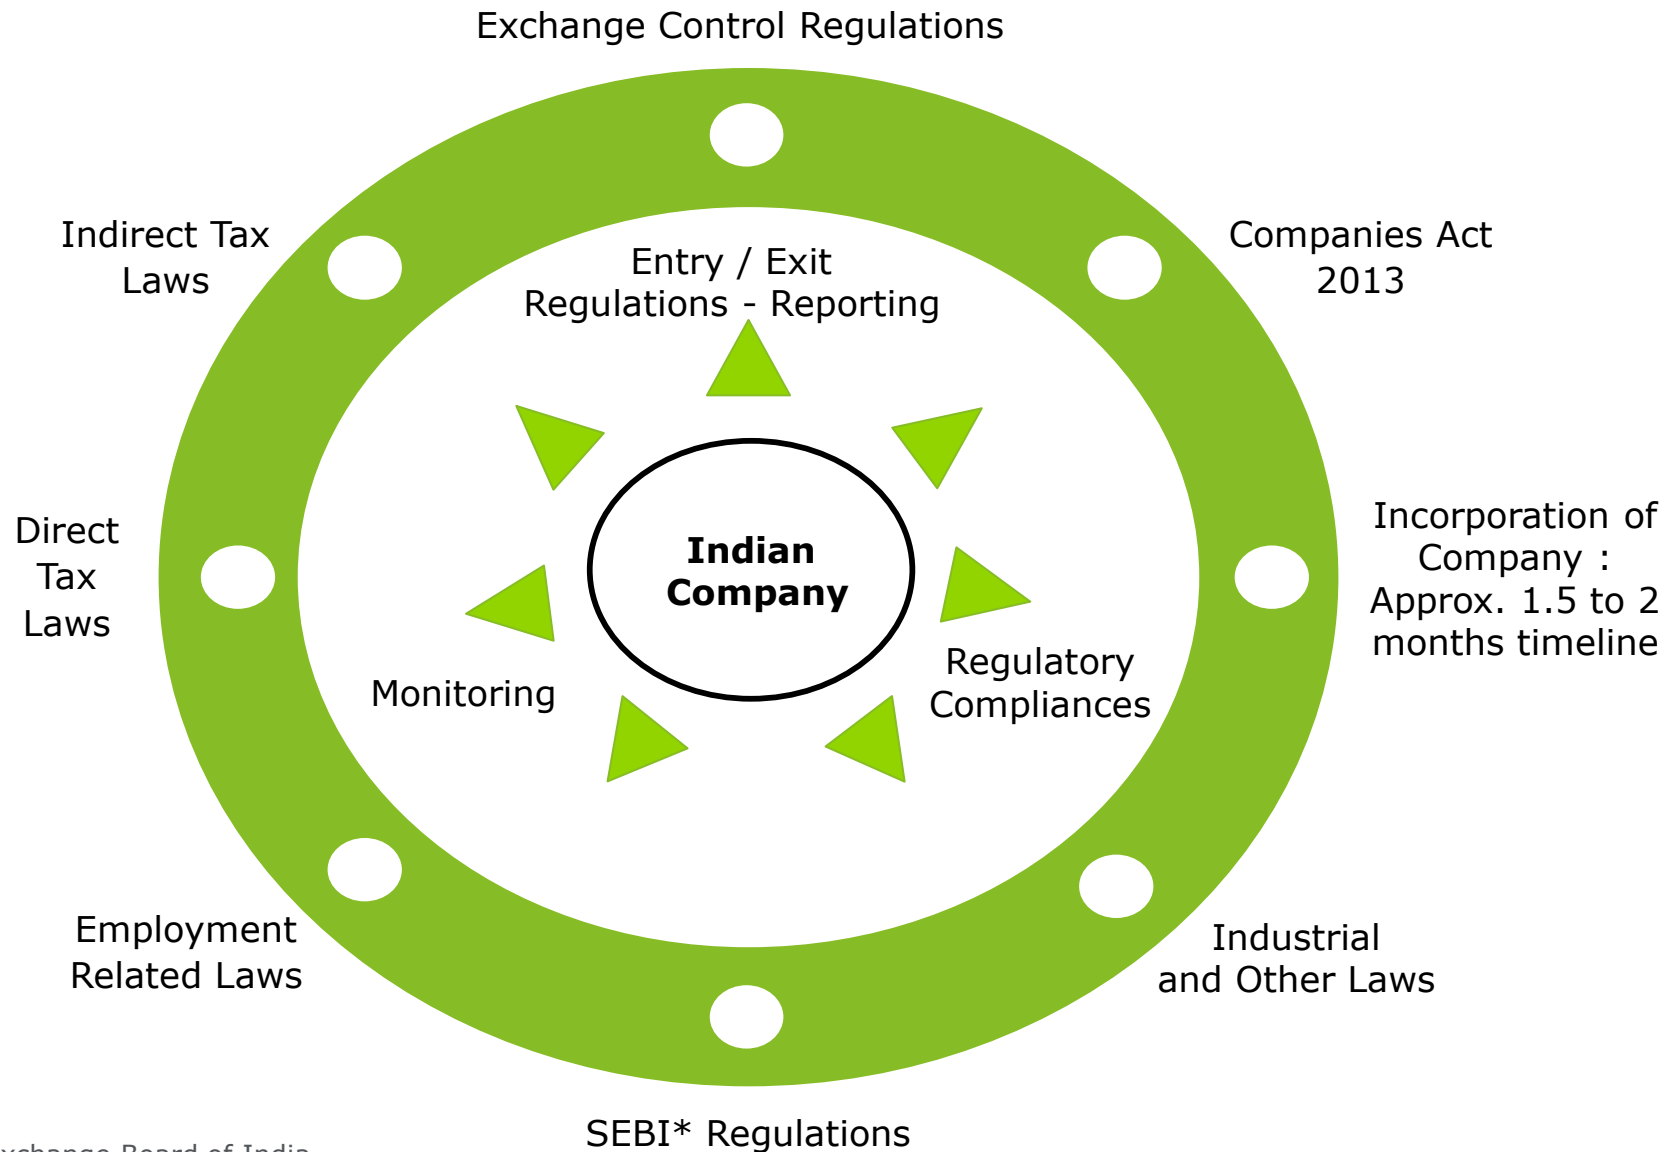 Exchange Control Regulations
Indirect Tax
Laws
Companies Act
2013
Entry / Exit
Regulations - Reporting
Direct
Tax
Laws
Indian
Company
Incorporation of
Company :
Approx. 1.5 to 2
months timeline
Monitoring
Regulatory
Compliances
Employment
Related Laws
Industrial
and Other Laws
SEBI* Regulations
Board of India